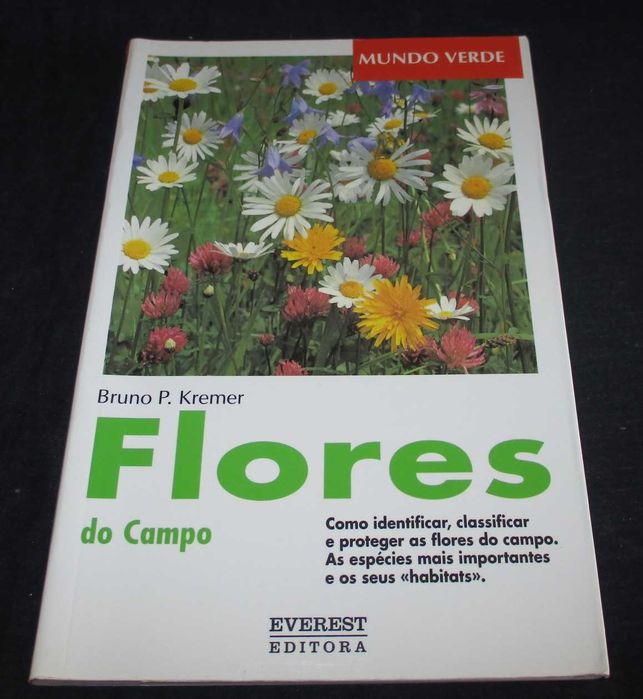 MUNDO VERDE
Bruno P. Kremer
Flores
do Campo
Como identificar, classificar
e proteger as flores do campo.
As espécies mais importantes
e os seus «habitats».
EVEREST
EDITORA